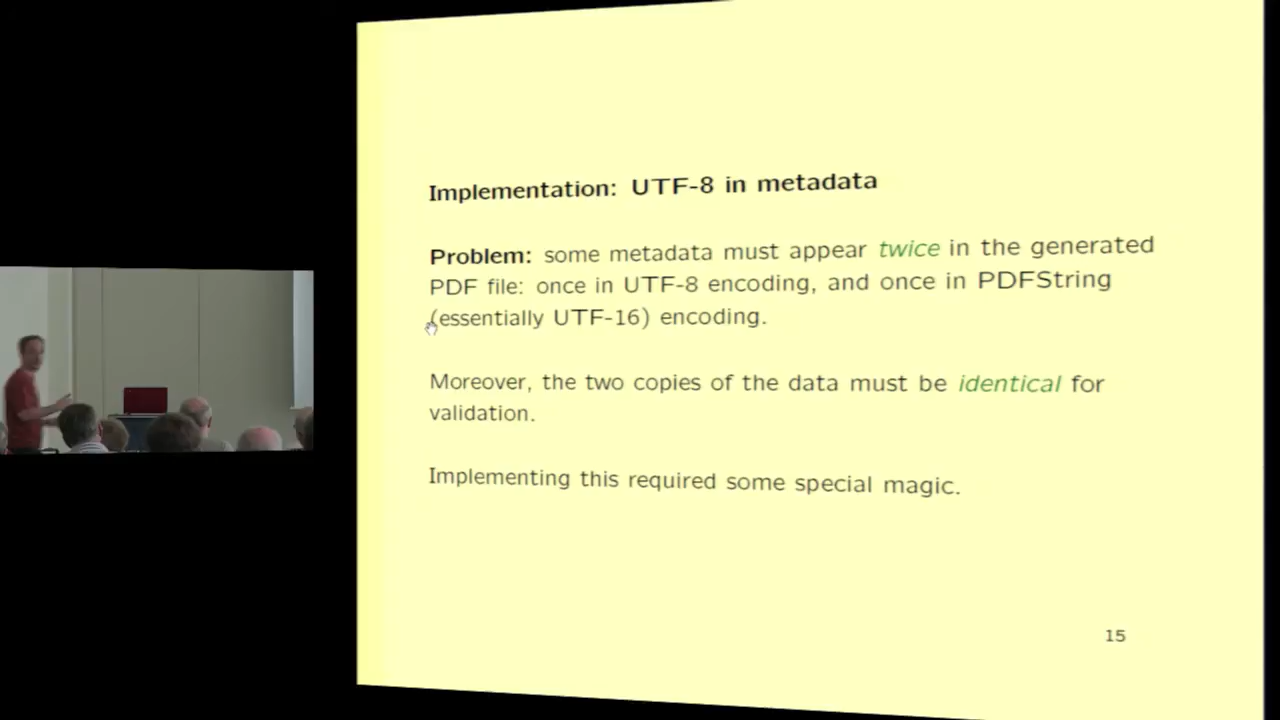 Implementation: UTF-8 in metadata
Problem: some metadata must appear twice in the generated
PDF file: once in UTF-8 encoding, and once in PDFString
(essentially UTF-16) encoding.
Moreover, the two copies of the data must be identical for
validation.
Implementing this required some special magic.
15